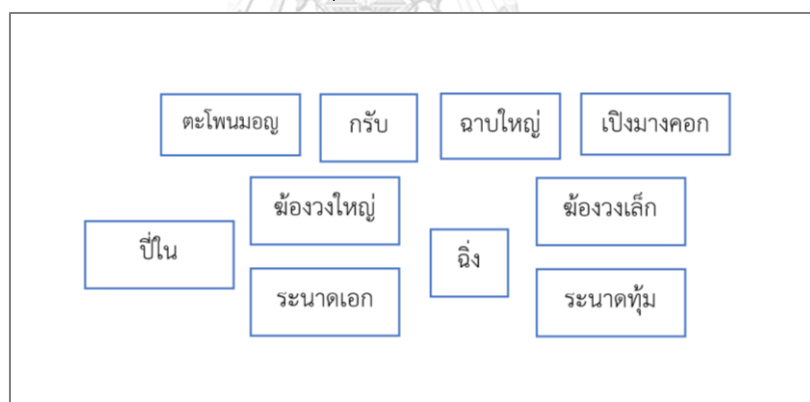 ตะโพนมอญ กรับ ฉาบใหญ่ เปิงมางคอก
ฆ้องวงใหญ่ ฆ้องวงเล็ก
ปี่ใน ฉิ่ง
ระนาดเอก ระนาดทุ้ม